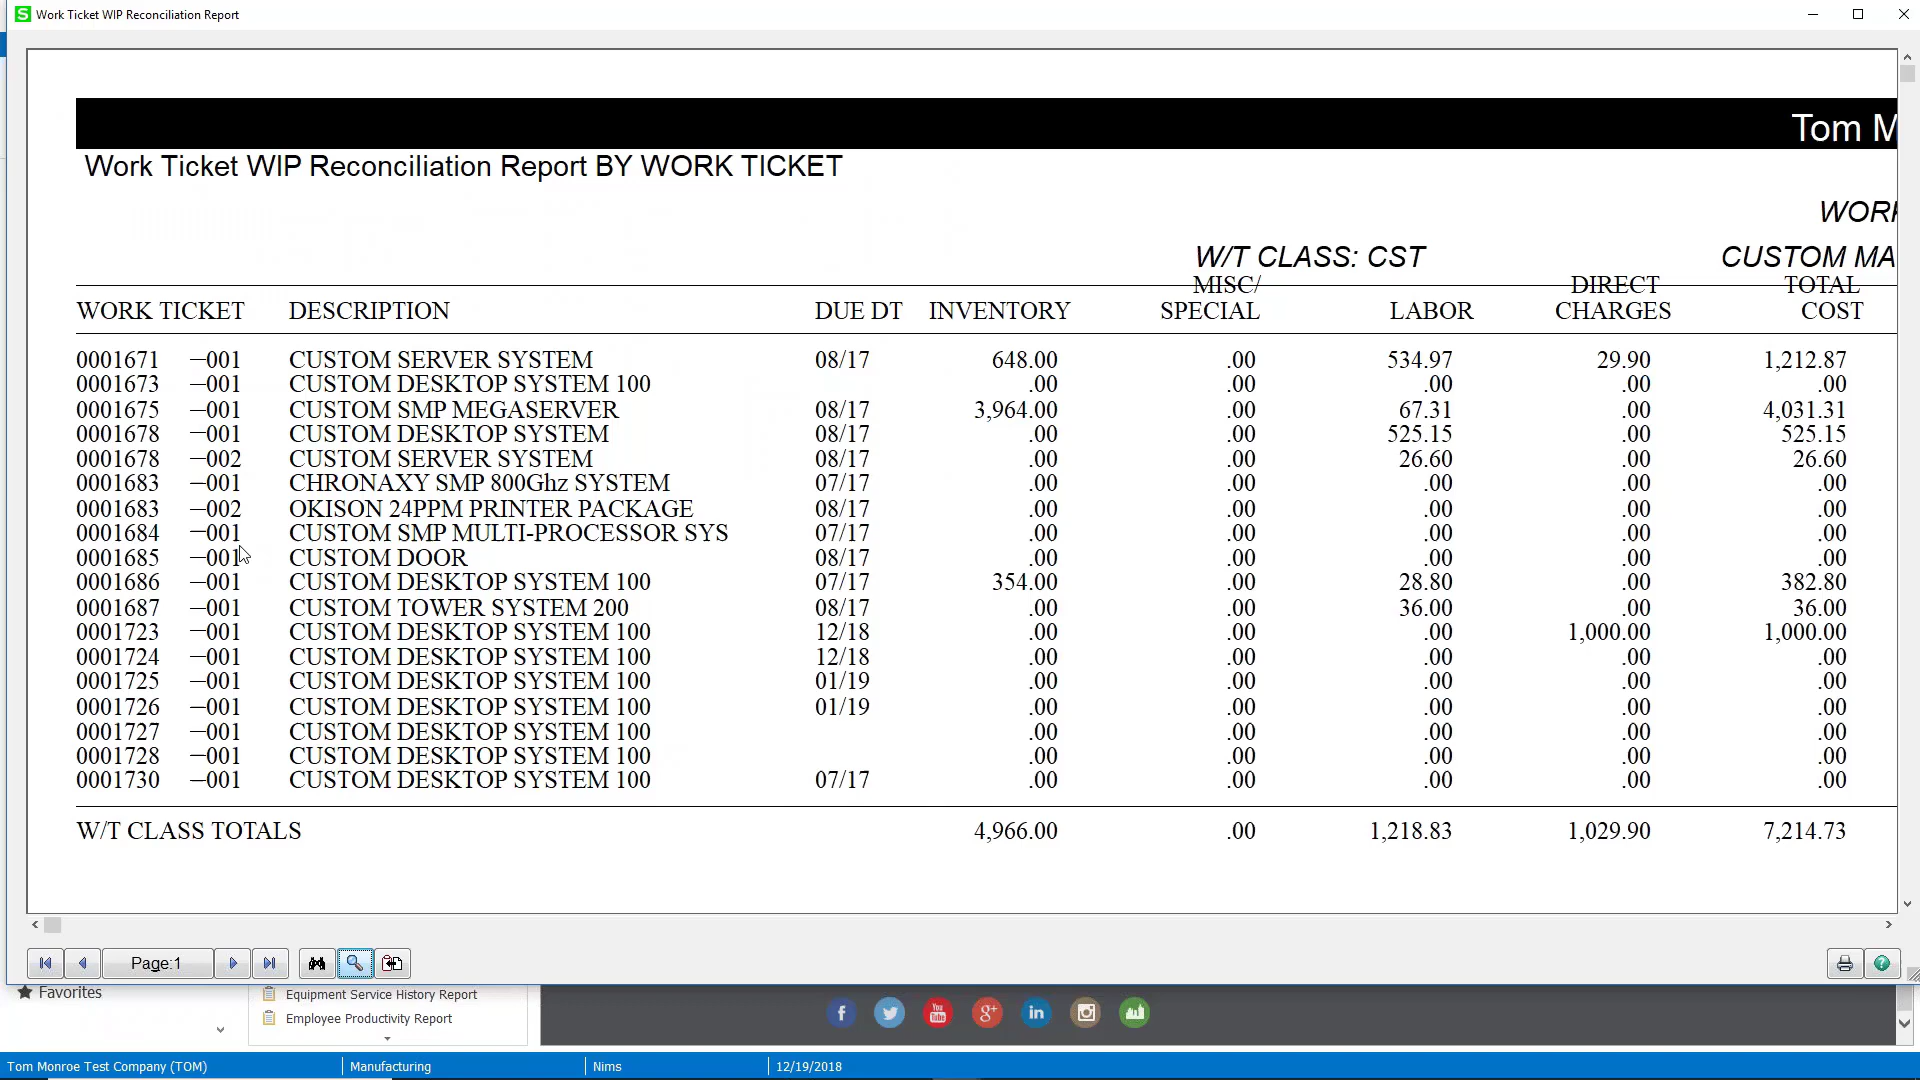 Work Ticket WIP Reconciliation Report
Tom M
Work Ticket WIP Reconciliation Report BY WORK TICKET
WORK
W/T CLASS: CST CUSTOM MA
MISC/ DIRECT TOTAL
WORK TICKET DESCRIPTION DUE DT INVENTORY SPECIAL LABOR CHARGES COST
0001671 —001 CUSTOM SERVER SYSTEM 08/17 648.00 .00 534.97 29.90 1,212.87
0001673 —001 CUSTOM DESKTOP SYSTEM 100 .00 .00 .00 .00 .00
0001675 —001 CUSTOM SMP MEGASERVER 08/17 3,964.00 .00 67.31 .00 4,031.31
0001678 —001 CUSTOM DESKTOP SYSTEM 08/17 .00 .00 525.15 .00 525.15
0001678 —002 CUSTOM SERVER SYSTEM 08/17 .00 .00 26.60 .00 26.60
0001683 —001 CHRONAXY SMP 800Ghz SYSTEM 07/17 .00 .00 .00 .00 .00
0001683 —002 OKISON 24PPM PRINTER PACKAGE 08/17 .00 .00 .00 .00 .00
0001684 —001 CUSTOM SMP MULTI-PROCESSOR SYS 07/17 .00 .00 .00 .00 .00
0001685 —001 CUSTOM DOOR 08/17 .00 .00 .00 .00 .00
0001686 —001 CUSTOM DESKTOP SYSTEM 100 07/17 354.00 .00 28.80 .00 382.80
0001687 —001 CUSTOM TOWER SYSTEM 200 08/17 .00 .00 36.00 .00 36.00
0001723 —001 CUSTOM DESKTOP SYSTEM 100 12/18 .00 .00 .00 1,000.00 1,000.00
0001724 —001 CUSTOM DESKTOP SYSTEM 100 12/18 .00 .00 .00 .00 .00
0001725 —001 CUSTOM DESKTOP SYSTEM 100 01/19 .00 .00 .00 .00 .00
0001726 —001 CUSTOM DESKTOP SYSTEM 100 01/19 .00 .00 .00 .00 .00
0001727 —001 CUSTOM DESKTOP SYSTEM 100 .00 .00 .00 .00 .00
0001728 —001 CUSTOM DESKTOP SYSTEM 100 .00 .00 .00 .00 .00
0001730 —001 CUSTOM DESKTOP SYSTEM 100 07/17 .00 .00 .00 .00 .00
W/T CLASS TOTALS 4,966.00 .00 1,218.83 1,029.90 7,214.73
Page:1
Favorites
Equipment Service History Report
Employee Productivity Report
Tom Monroe Test Company (TOM) Manufacturing Nims 12/19/2018